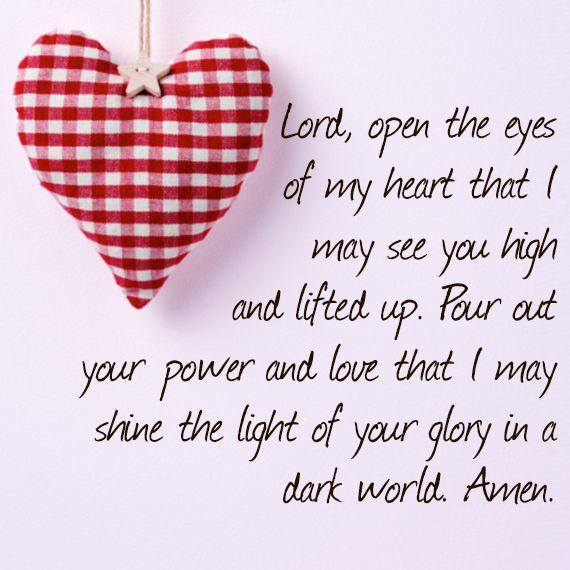 Lord, open the eyes
of my heart that I
may see you high
and lifted up. Pour out
your power and love that I may
shine the light of your glory in a
dark world. Amen.